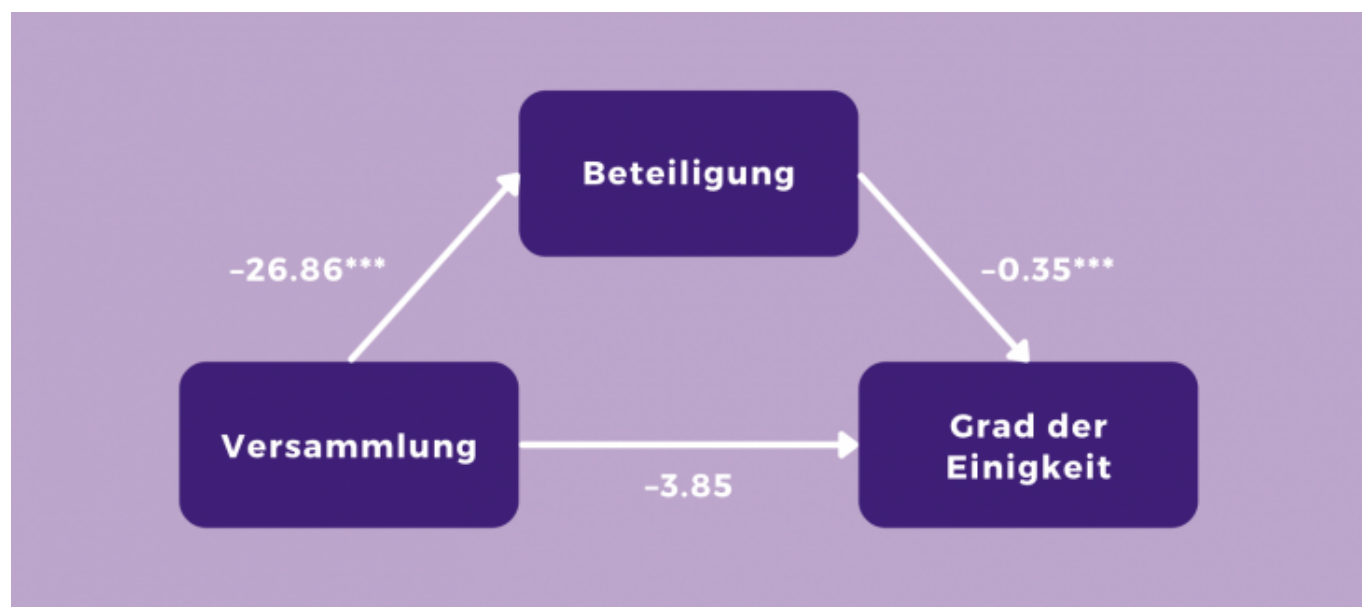 Beteiligung
–26.86***
–0.35***
Versammlung
–3.85
Grad der
Einigkeit